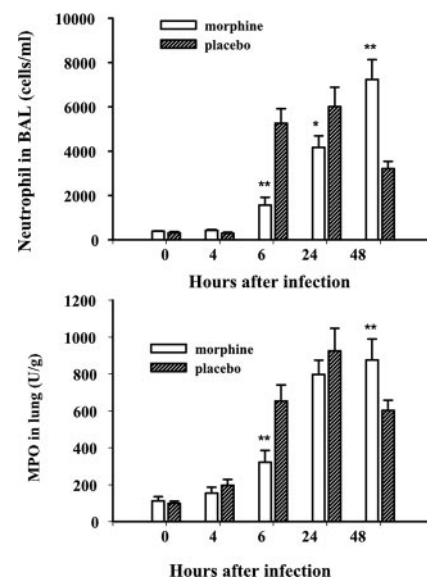 10000
8000
6000
4000
2000
0
Neutrophil in BAL (cells/ml)
morphine
placebo
**
*
**
0 4 6 24 48
Hours after infection
1200
1000
800
600
400
200
0
MPO in lung (U/g)
morphine
placebo
**
**
0 4 6 24 48
Hours after infection